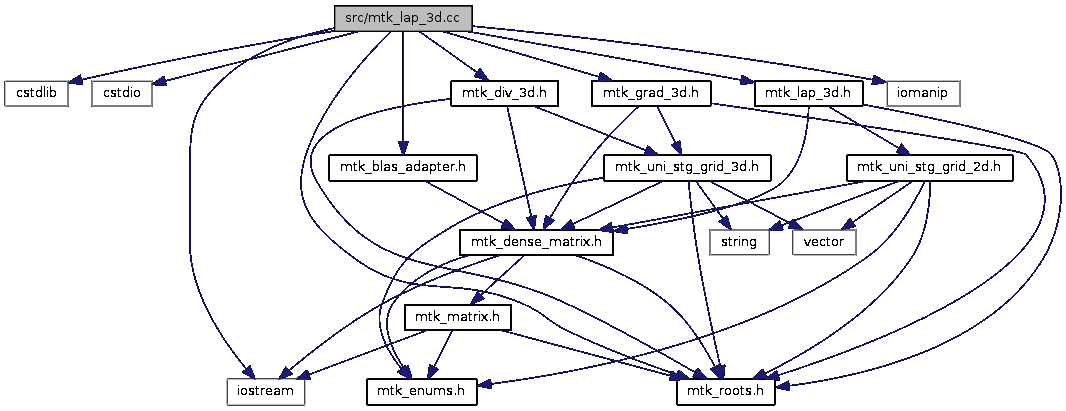 src/mtk_lap_3d.cc
cstdlib
cstdio
mtk_div_3d.h
mtk_grad_3d.h
mtk_lap_3d.h
iomanip
mtk_blas_adapter.h
mtk_uni_stg_grid_3d.h
mtk_uni_stg_grid_2d.h
mtk_dense_matrix.h
string
vector
mtk_matrix.h
iostream
mtk_enums.h
mtk_roots.h